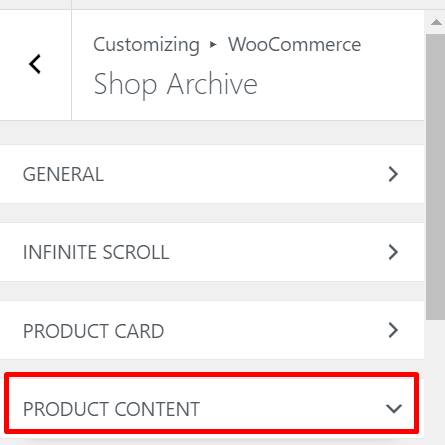 Customizing ▸ WooCommerce
Shop Archive
GENERAL
INFINITE SCROLL
PRODUCT CARD
PRODUCT CONTENT